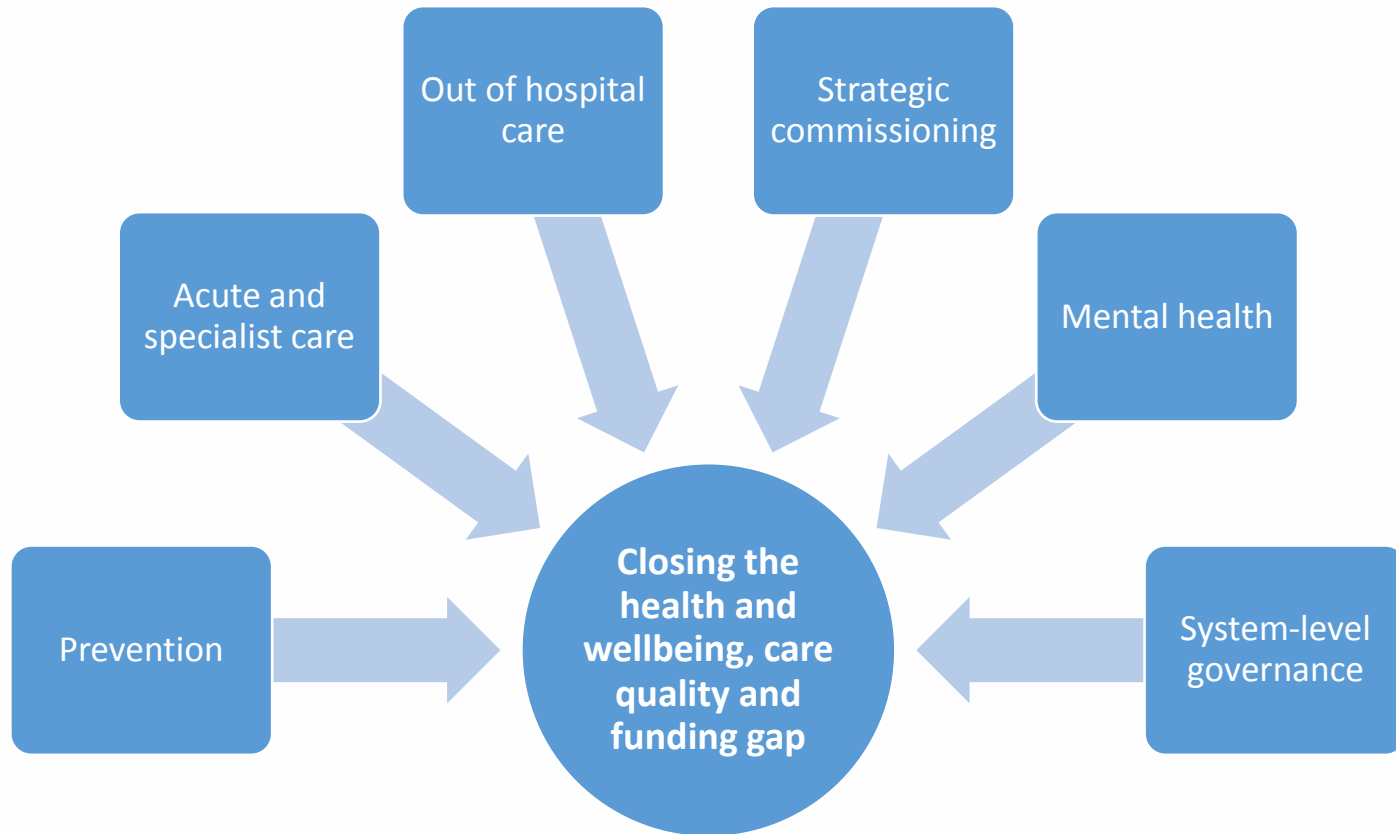 Out of hospital
care
Strategic
commissioning
Acute and
specialist care
Mental health
Prevention
Closing the
health and
wellbeing, care
quality and
funding gap
System-level
governance